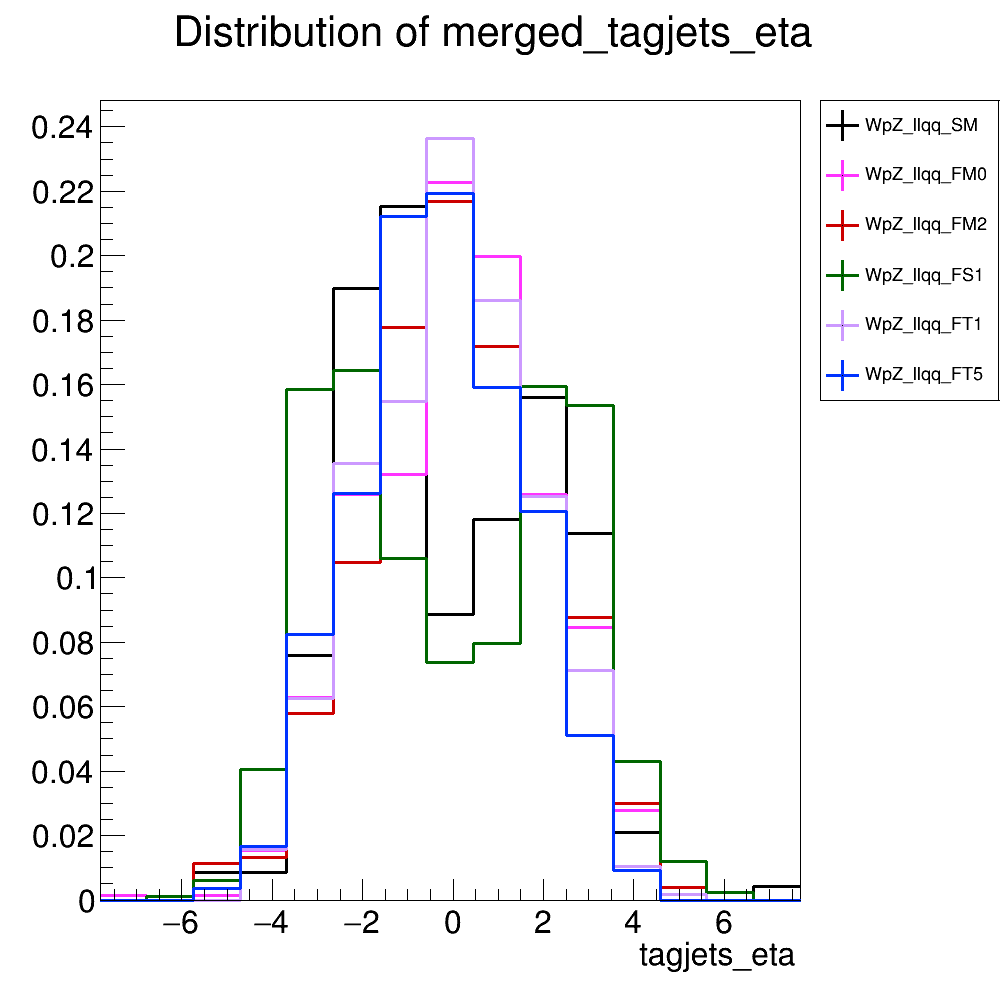 Distribution of merged_tagjets_eta
0.24
0.22
0.2
0.18
0.16
0.14
0.12
0.1
0.08
0.06
0.04
0.02
0
−6 −4 −2 0 2 4 6
tagjets_eta
WpZ_llqq_SM
WpZ_llqq_FM0
WpZ_llqq_FM2
WpZ_llqq_FS1
WpZ_llqq_FT1
WpZ_llqq_FT5